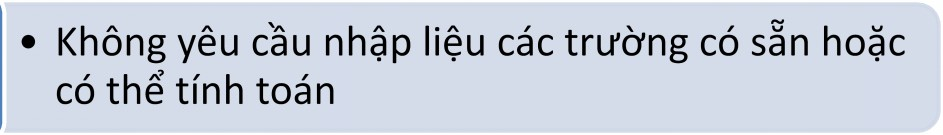 • Không yêu cầu nhập liệu các trường có sẵn hoặc
có thể tính toán